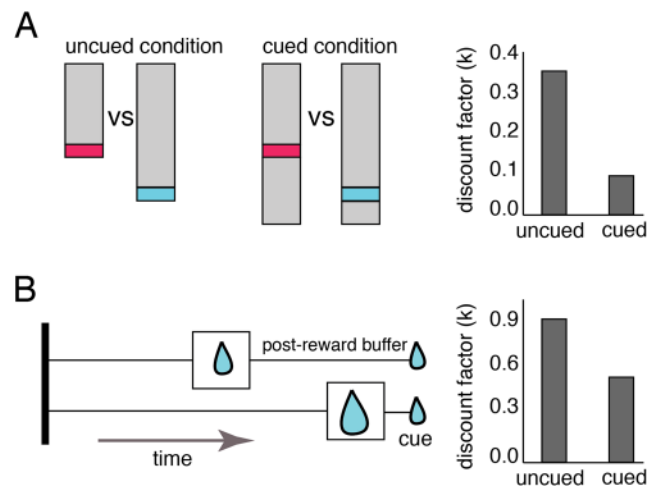 A
uncued condition
cued condition
vs
vs
discount factor (k)
0.4
0.3
0.2
0.1
0.0
uncued
cued
B
post-reward buffer
cue
time
discount factor (k)
0.9
0.6
0.3
0.0
uncued
cued